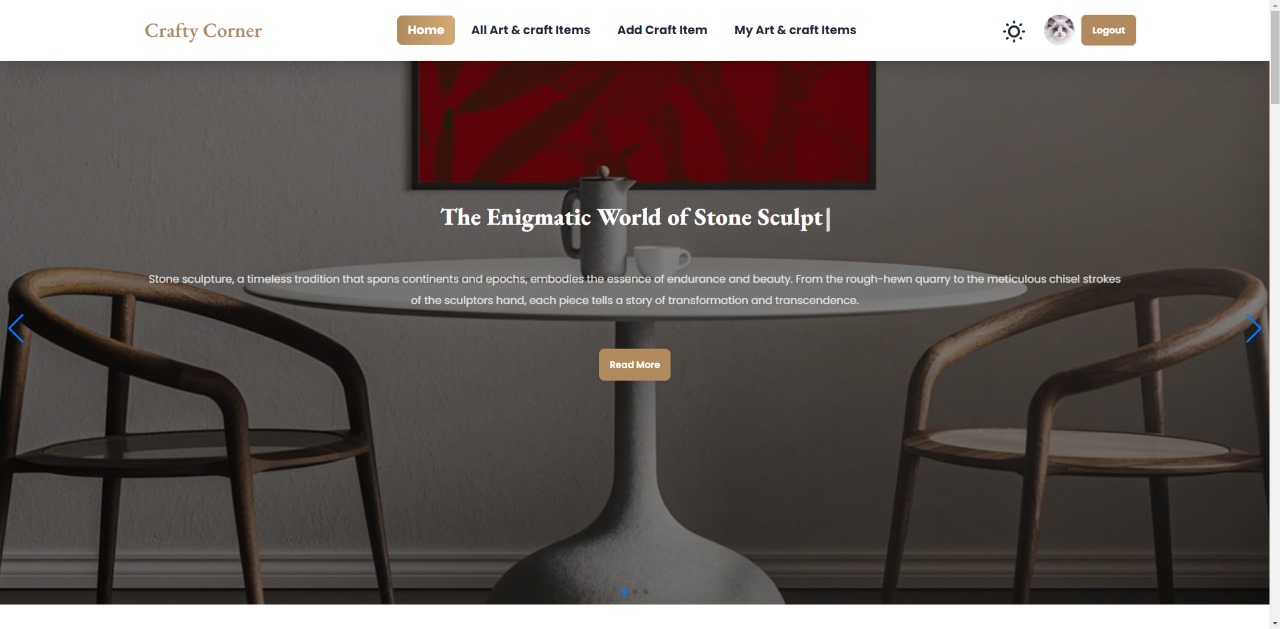 Crafty Corner
Home
All Art & craft Items
Add Craft Item
My Art & craft Items
Logout
The Enigmatic World of Stone Sculpt|
Stone sculpture, a timeless tradition that spans continents and epochs, embodies the essence of endurance and beauty. From the rough-hewn quarry to the meticulous chisel strokes
of the sculptors hand, each piece tells a story of transformation and transcendence.
Read More